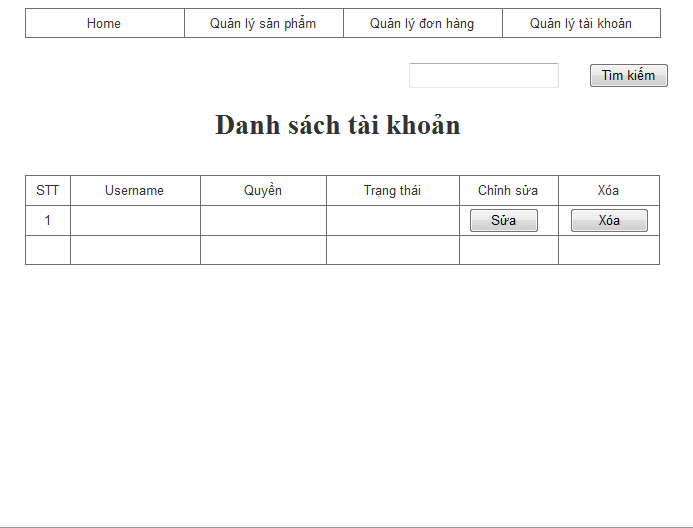 Home Quản lý sản phẩm Quản lý đơn hàng Quản lý tài khoản
Tìm kiếm
Danh sách tài khoản
STT Username Quyền Trạng thái Chỉnh sửa Xóa
1 Sửa Xóa